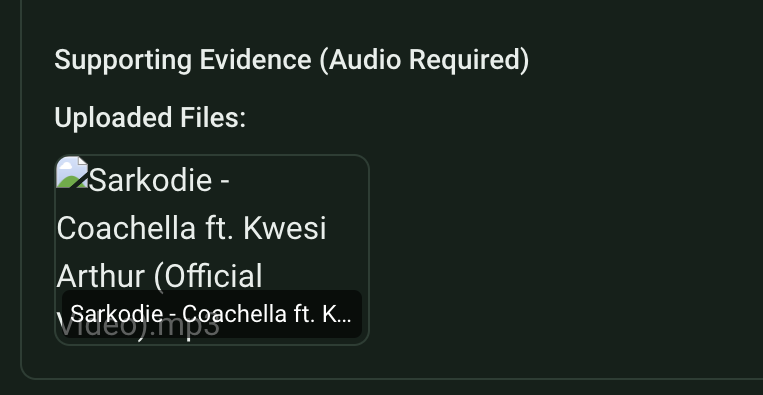 Supporting Evidence (Audio Required)
Uploaded Files:
Sarkodie -
Coachella ft. Kwesi
Arthur (Official
Sarkodie - Coachella ft. K...
Video).mp3